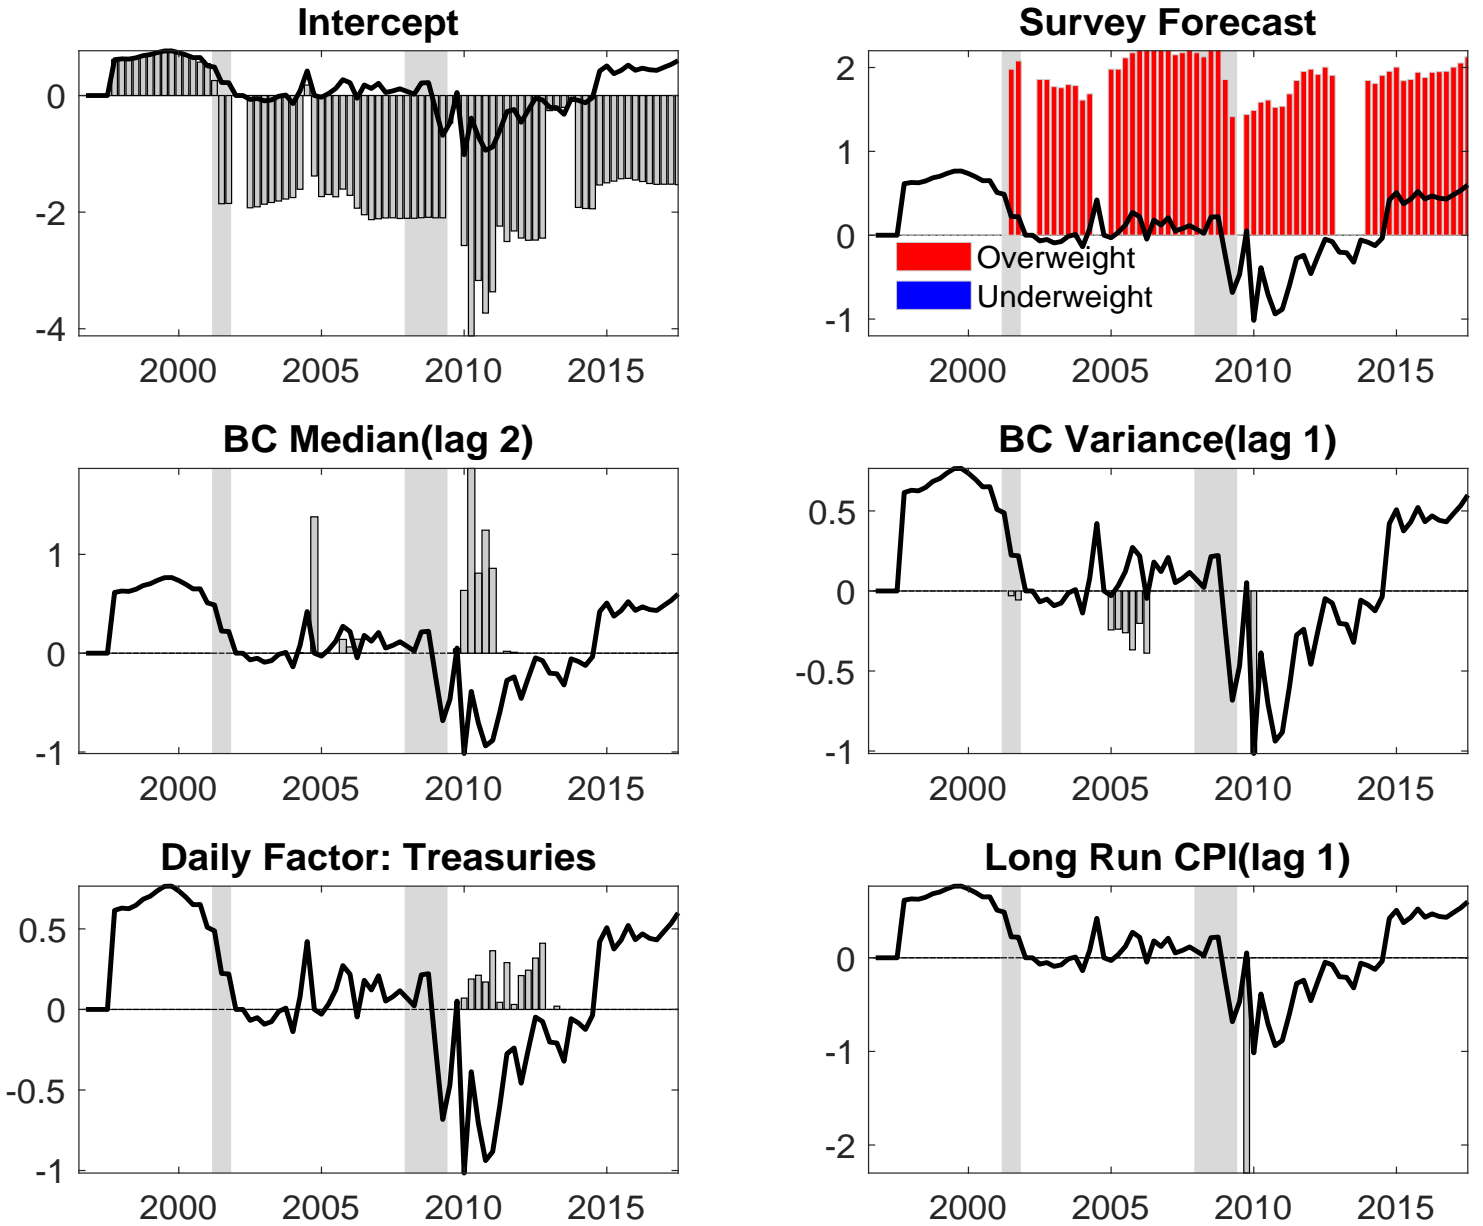 Intercept
0
-2
-4
2000 2005 2010 2015
Survey Forecast
2
1
0
-1
Overweight
Underweight
2000 2005 2010 2015
BC Median(lag 2)
1
0
-1
2000 2005 2010 2015
BC Variance(lag 1)
0.5
0
-0.5
-1
2000 2005 2010 2015
Daily Factor: Treasuries
0.5
0
-0.5
-1
2000 2005 2010 2015
Long Run CPI(lag 1)
0
-1
-2
2000 2005 2010 2015